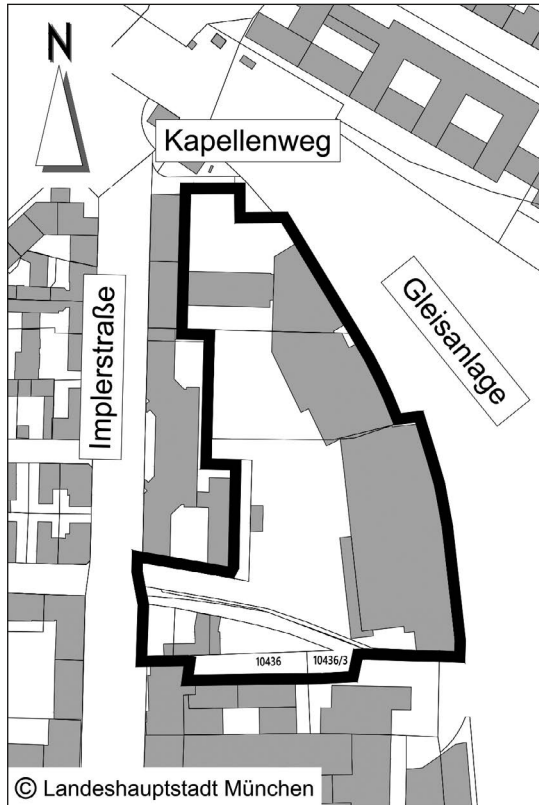 N
Kapellenweg
Gleisanlage
Implerstraße
10436
10436/3
© Landeshauptstadt München